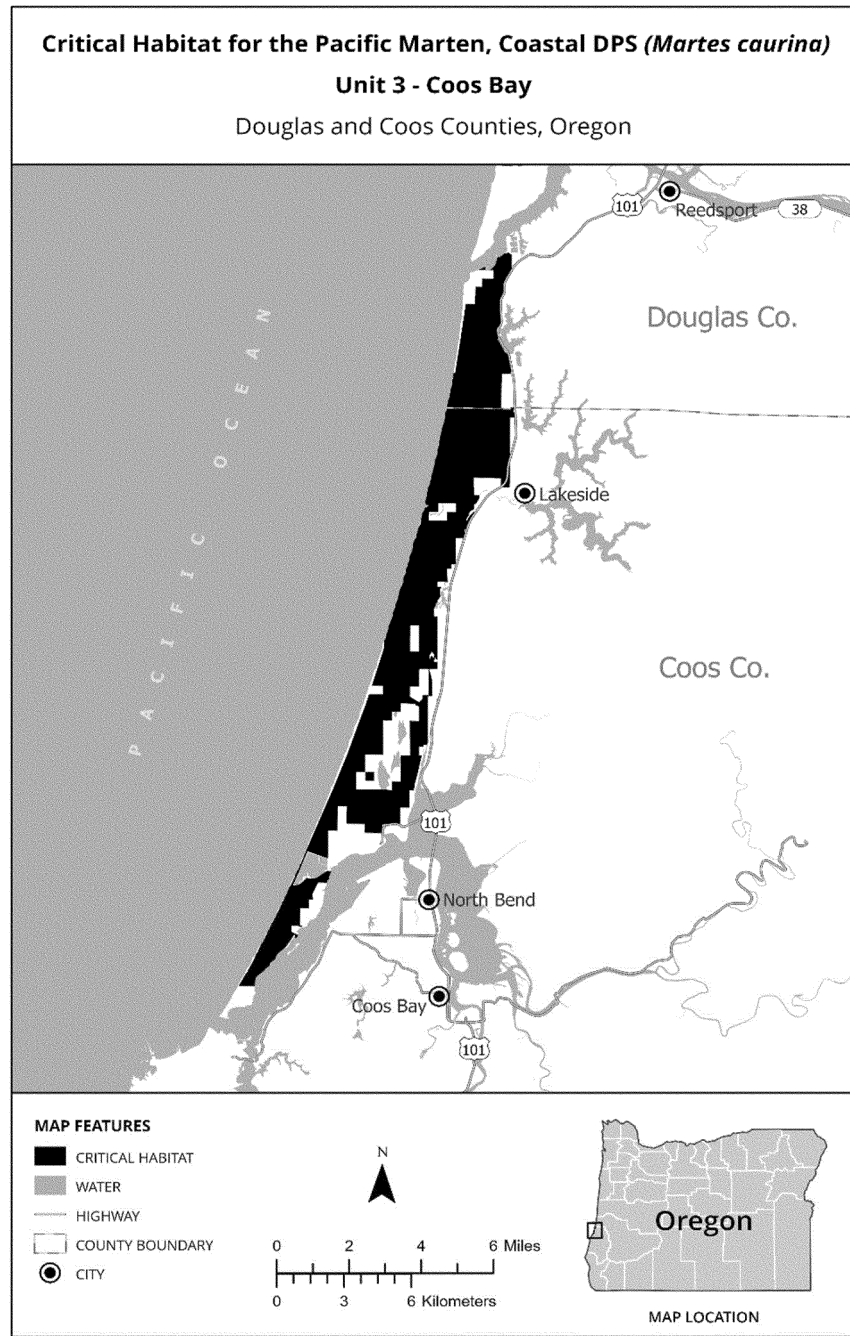 Critical Habitat for the Pacific Marten, Coastal DPS (Martes caurina)
Unit 3 - Coos Bay
Douglas and Coos Counties, Oregon
101
Reedsport
38
Douglas Co.
PACIFIC OCEAN
Lakeside
Coos Co.
101
North Bend
Coos Bay
101
MAP FEATURES
CRITICAL HABITAT
WATER
HIGHWAY
COUNTY BOUNDARY
CITY
N
0 2 4 6 Miles
0 3 6 Kilometers
Oregon
MAP LOCATION